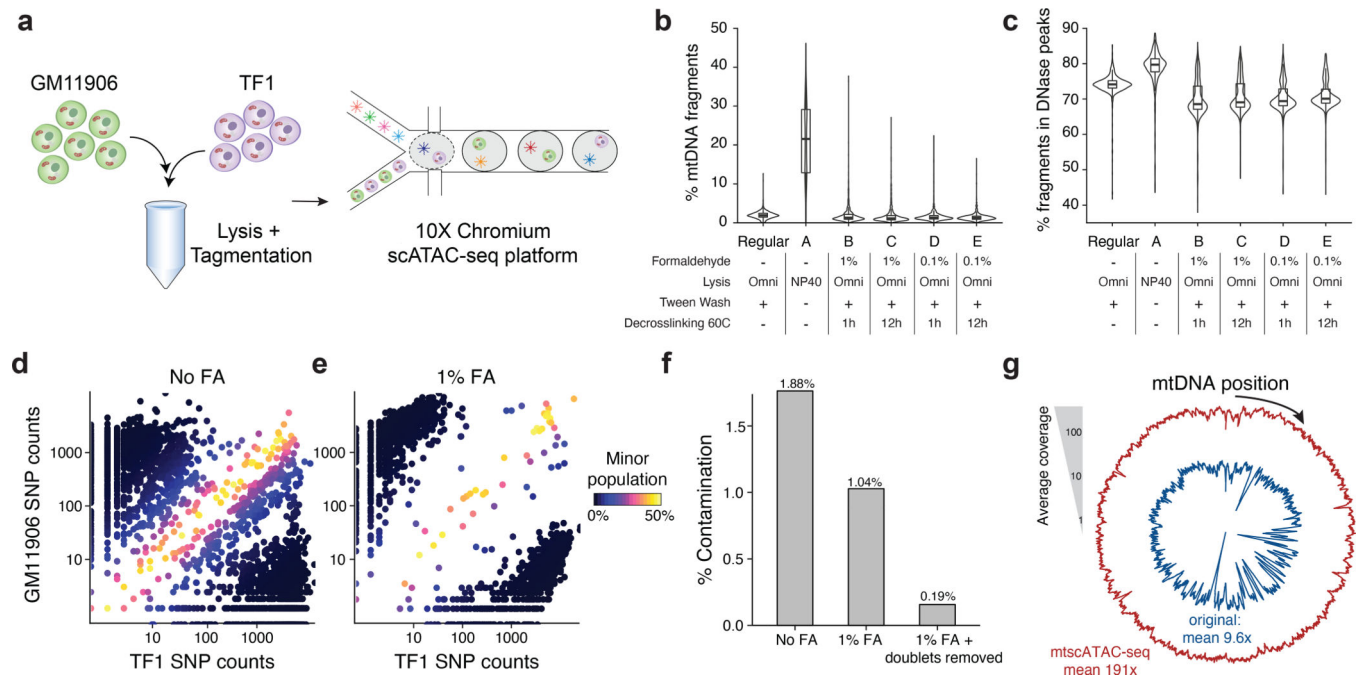 a
GM11906
TF1
Lysis +
Tagmentation
10X Chromium
scATAC-seq platform
b
% mtDNA fragments
50
40
30
20
10
0
Regular A B C D E
Formaldehyde - - 1% 1% 0.1% 0.1%
Lysis Omni NP40 Omni Omni Omni Omni
Tween Wash + - + + + +
Decrosslinking 60C - - 1h 12h 1h 12h
c
% fragments in DNase peaks
90
80
70
60
50
40
Regular A B C D E
- - 1% 1% 0.1% 0.1%
Omni NP40 Omni Omni Omni Omni
+ - + + + +
- - 1h 12h 1h 12h
d
No FA
GM11906 SNP counts
1000
100
10
10 100 1000
TF1 SNP counts
e
1% FA
1000
100
10
10 100 1000
TF1 SNP counts
Minor
population
0% 50%
f
% Contamination
1.5
1.0
0.5
0.0
1.88%
1.04%
0.19%
No FA 1% FA 1% FA +
doublets removed
g
mtDNA position
Average coverage
100
10
1
original:
mean 9.6x
mtscATAC-seq
mean 191x